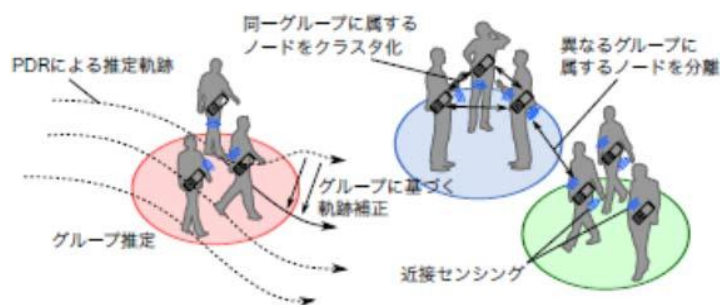 PDRによる推定軌跡
グループ推定
グループに基づく
軌跡補正
同一グループに属する
ノードをクラスタ化
異なるグループに
属するノードを分離
近接センシング